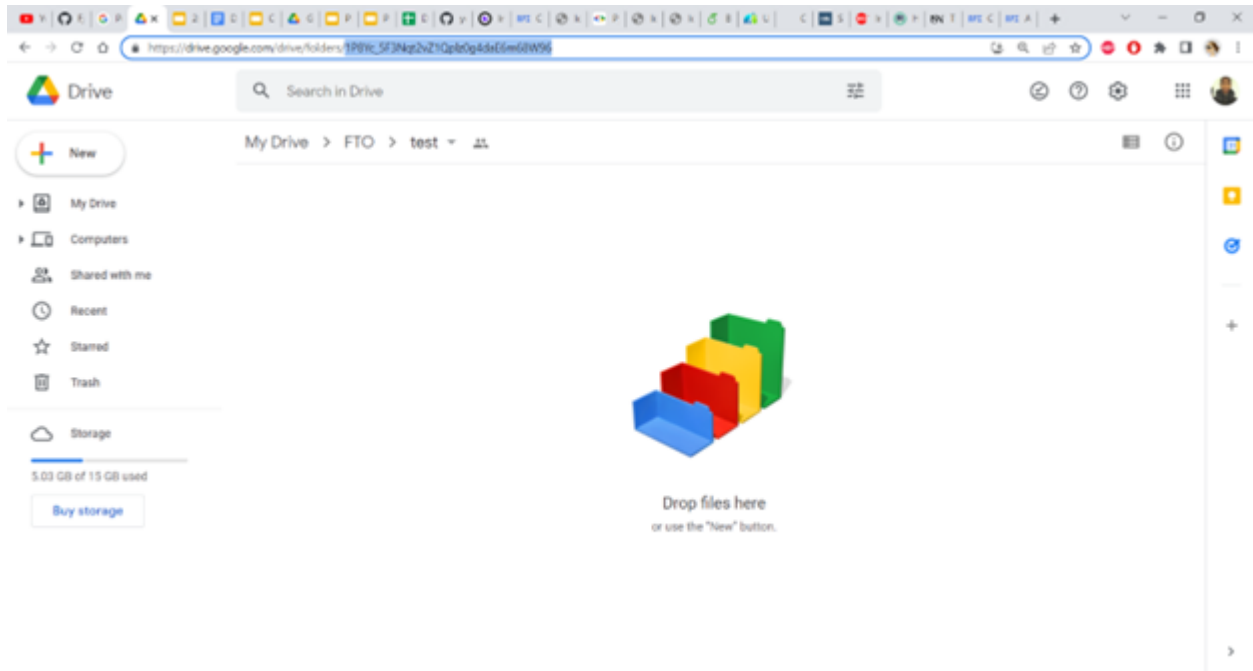 https://drive.google.com/drive/folders/
Drive
Search in Drive
New
My Drive > FTO > test
My Drive
Computers
Shared with me
Recent
Starred
Trash
Storage
5.03 GB of 15 GB used
Buy storage
Drop files here
or use the "New" button.